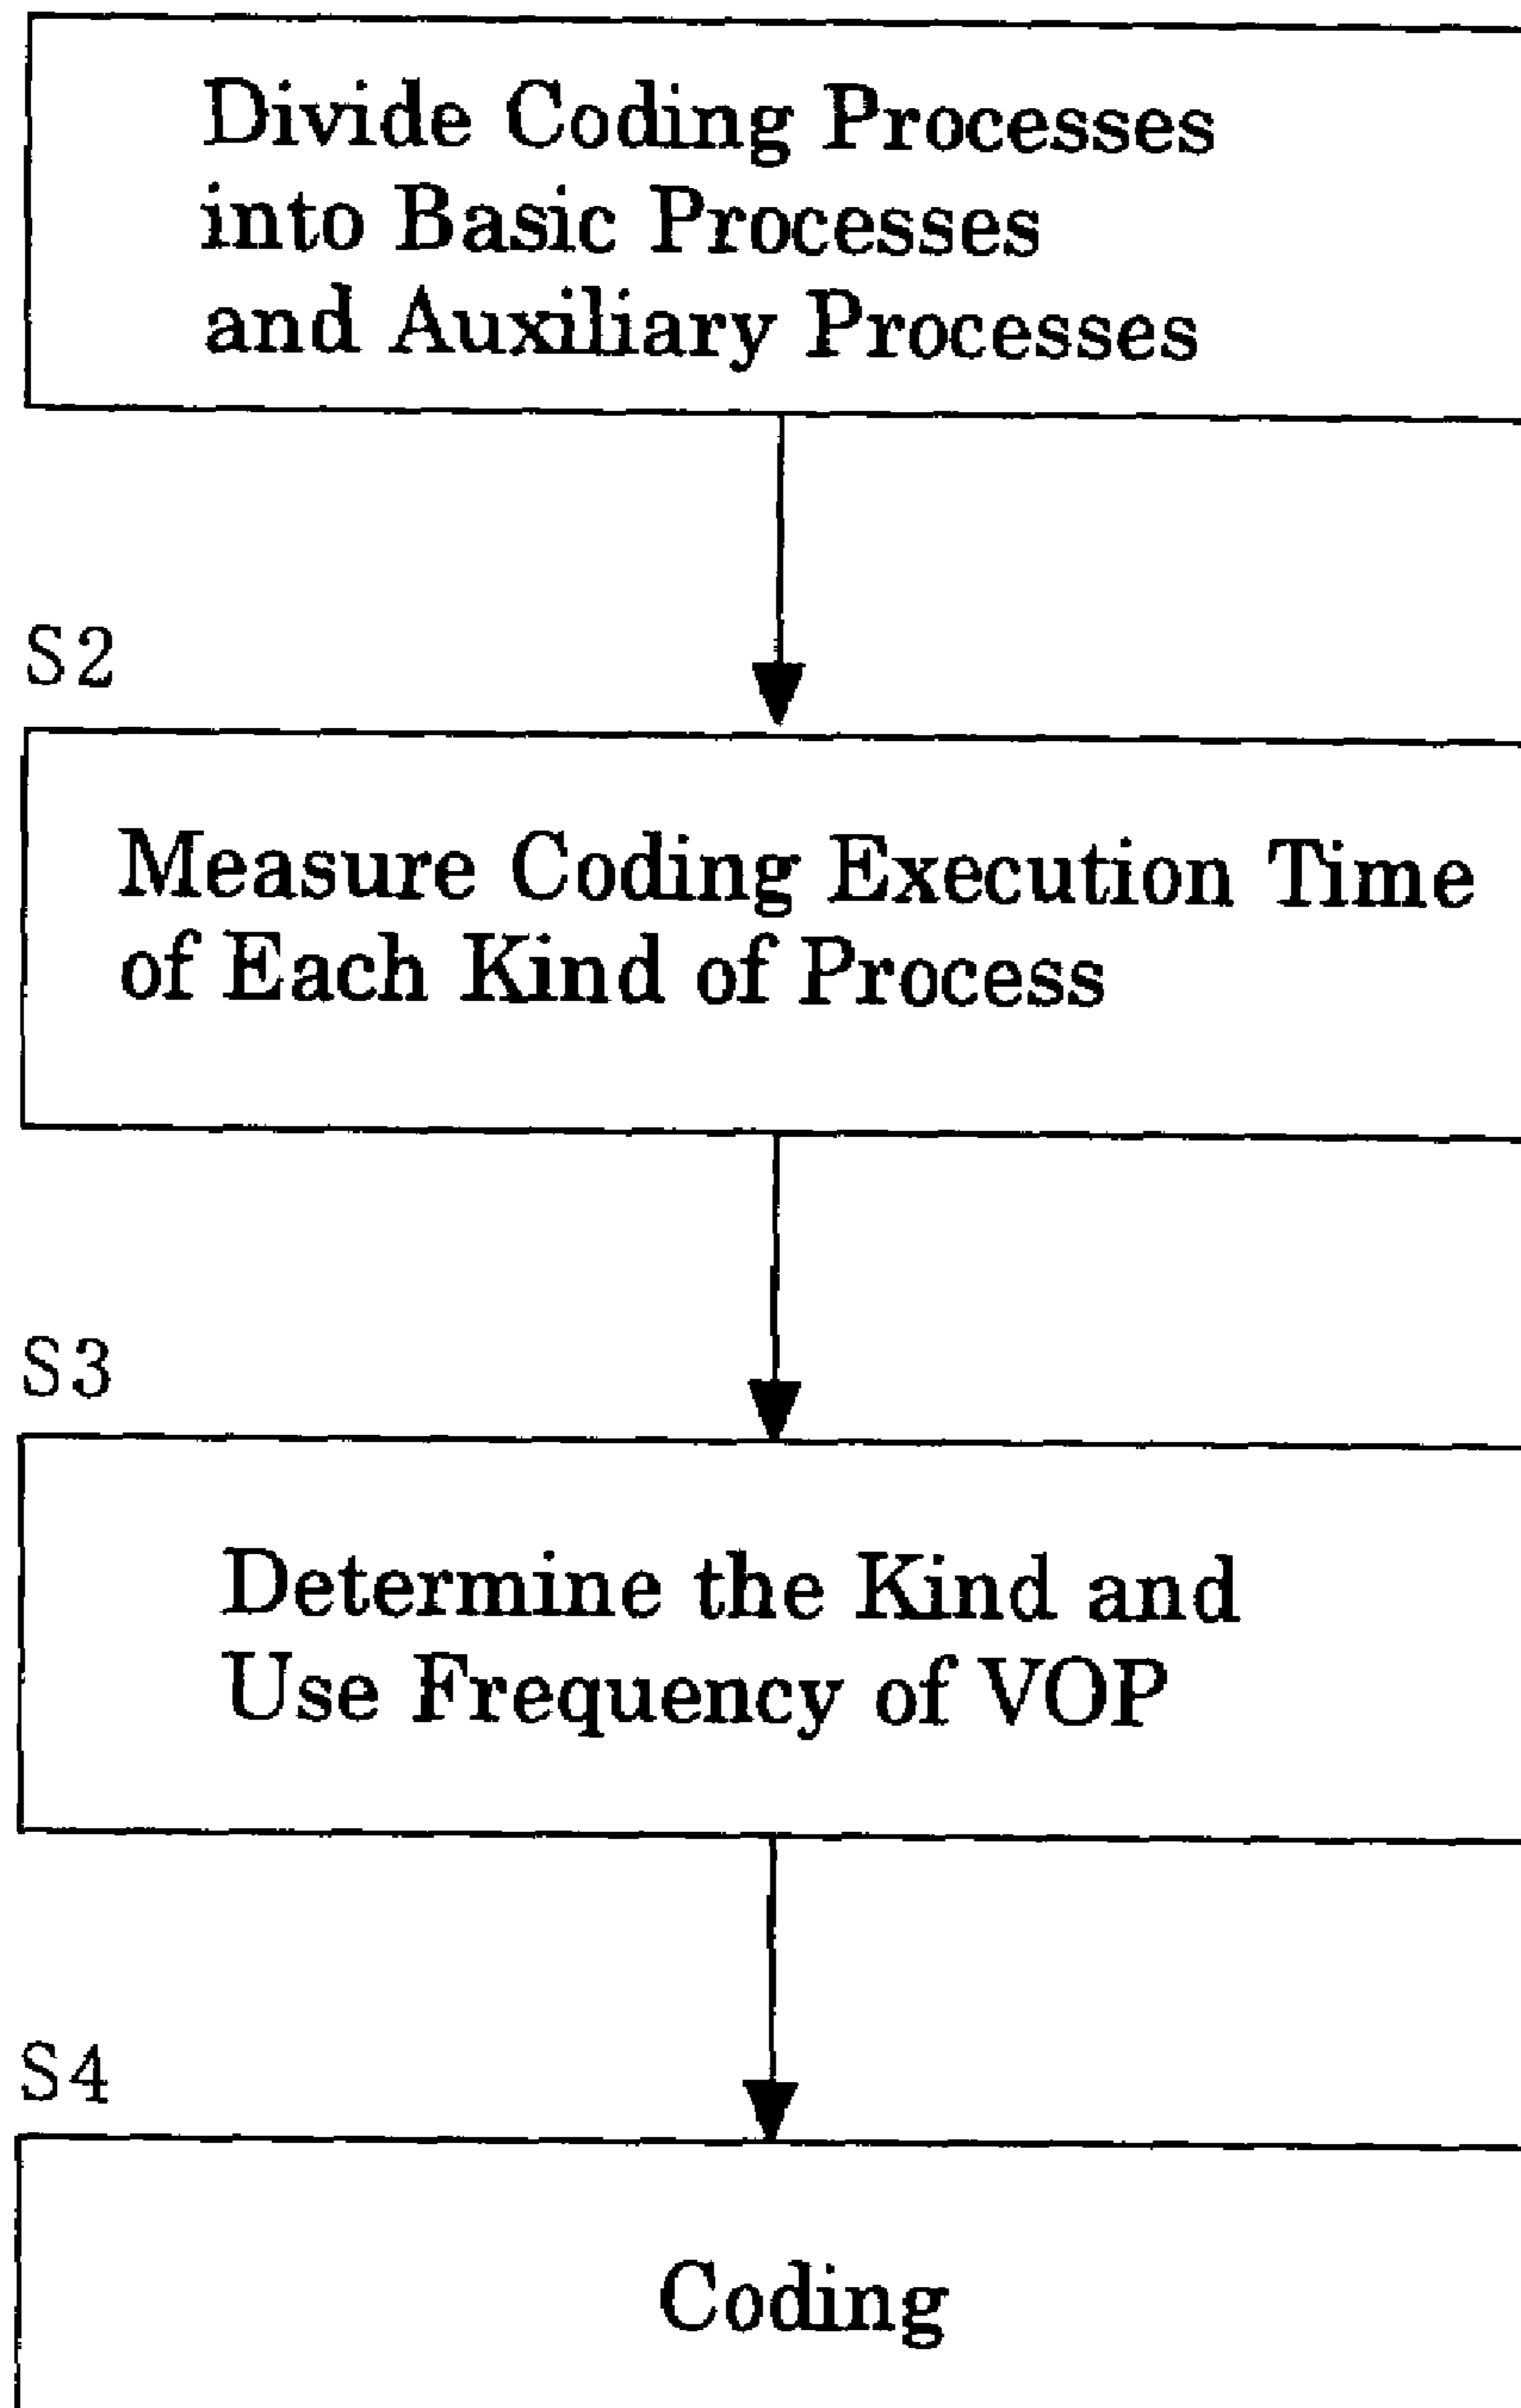 Divide Coding Processes
into Basic Processes
and Auxiliary Processes
S2
Measure Coding Execution Time
of Each Kind of Process
S3
Determine the Kind and
Use Frequency of VOP
S4
Coding